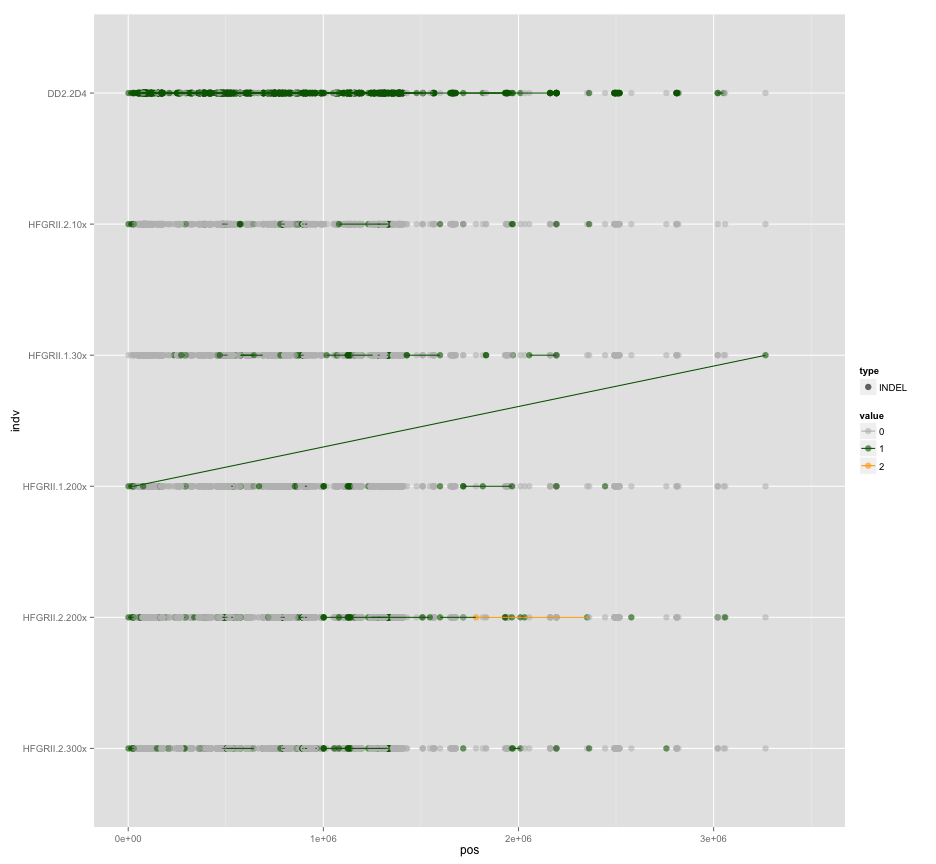 DD2.2D4
HFGRII.2.10x
HFGRII.1.30x
HFGRII.1.200x
HFGRII.2.200x
HFGRII.2.300x
indv
0e+00 1e+06 2e+06 3e+06
pos
type
INDEL
value
0
1
2